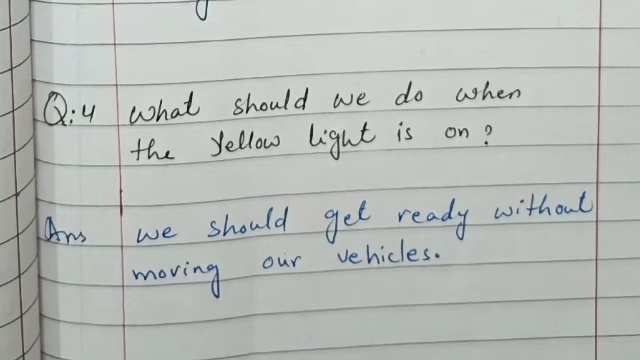 Q:4 What should we do when
the Yellow light is on?
Ans we should get ready without
moving our vehicles.